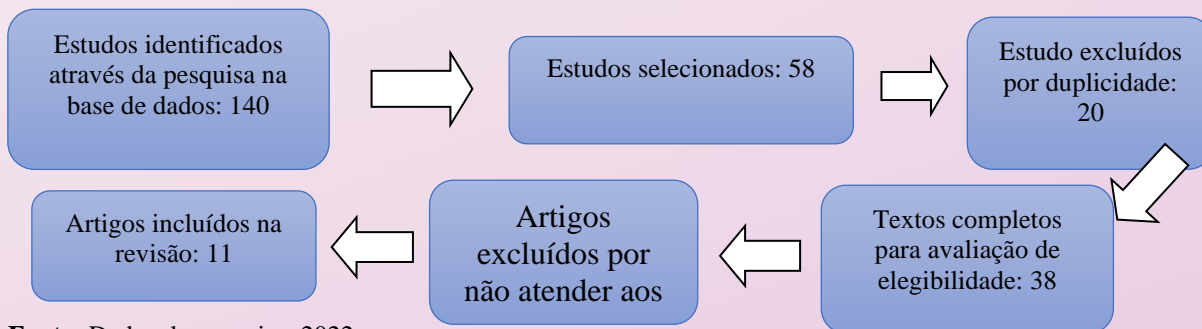 Estudos identificados
através da pesquisa na
base de dados: 140
Estudos selecionados: 58
Estudo excluídos
por duplicidade:
20
Textos completos
para avaliação de
elegibilidade: 38
Artigos
excluídos por
não atender aos
Artigos incluídos na
revisão: 11